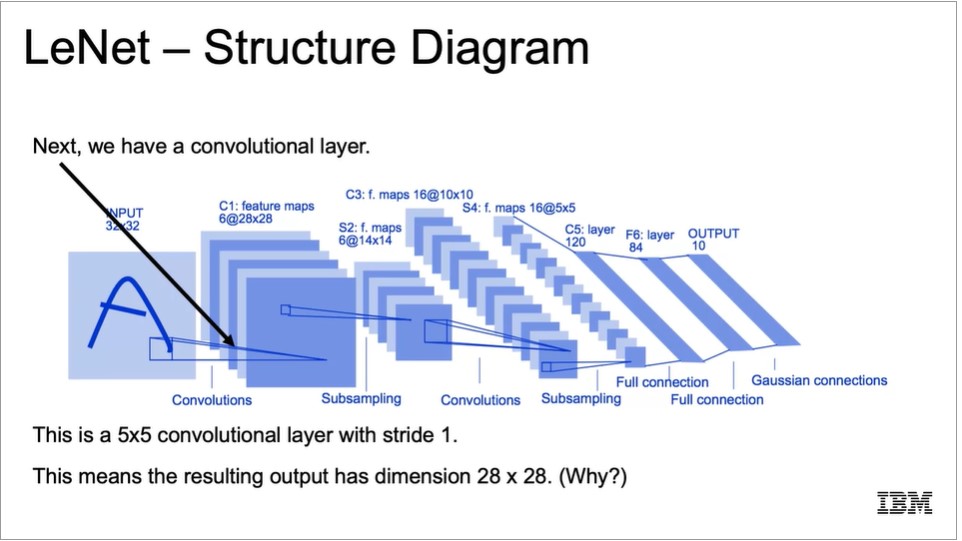 LeNet – Structure Diagram
Next, we have a convolutional layer.
INPUT
32x32
C1: feature maps
6@28x28
S2: f. maps
6@14x14
C3: f. maps 16@10x10
S4: f. maps 16@5x5
C5: layer
120
F6: layer
84
OUTPUT
10
Convolutions
Subsampling
Convolutions
Subsampling
Full connection
Full connection
Gaussian connections
This is a 5x5 convolutional layer with stride 1.
This means the resulting output has dimension 28 x 28. (Why?)
IBM